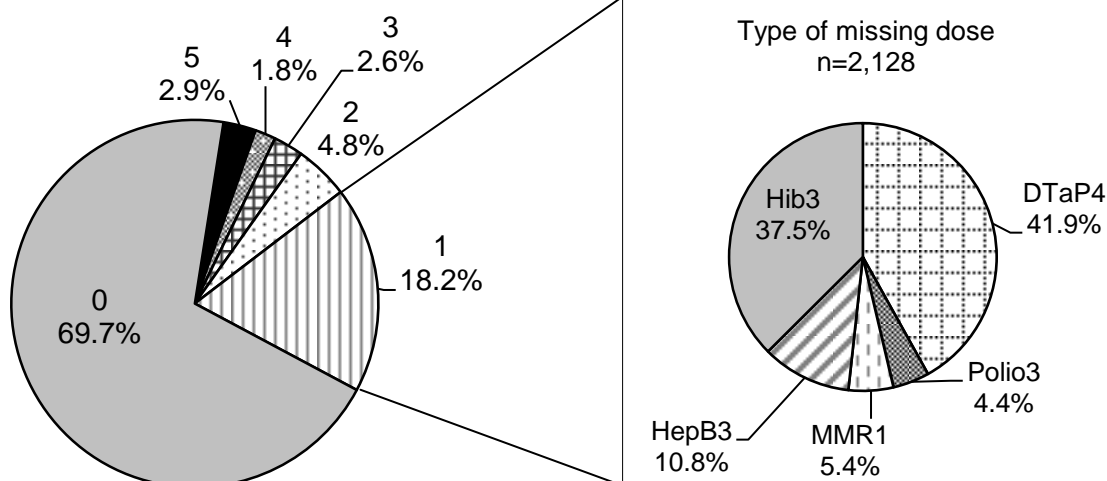 5
2.9%
4
1.8%
3
2.6%
2
4.8%
1
18.2%
0
69.7%
Type of missing dose
n=2,128
Hib3
37.5%
DTaP4
41.9%
Polio3
4.4%
MMR1
5.4%
HepB3
10.8%